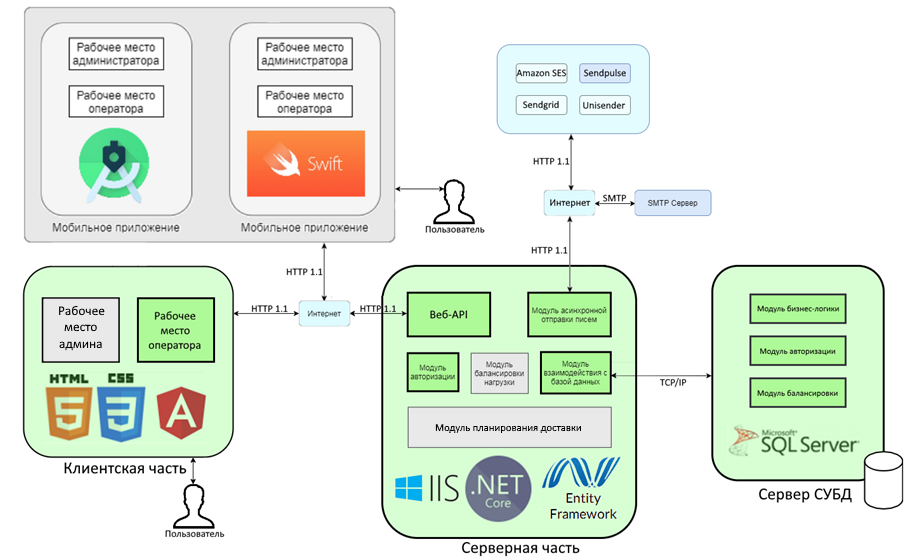 Рабочее место
администратора
Рабочее место
оператора
Мобильное приложение
Рабочее место
администратора
Рабочее место
оператора
Swift
Мобильное приложение
Пользователь
Amazon SES
Sendpulse
Sendgrid
Unisender
HTTP 1.1
Интернет
SMTP
SMTP Сервер
HTTP 1.1
HTTP 1.1
HTTP 1.1
Интернет
HTTP 1.1
Рабочее
место
админа
Рабочее
место
оператора
HTML
5
CSS
3
A
Клиентская часть
Пользователь
Веб-API
Модуль асинхронной
отправки писем
Модуль
авторизации
Модуль
балансировки
нагрузки
Модуль
взаимодействия с
базой данных
Модуль планирования доставки
IIS
.NET
Core
Entity
Framework
Серверная часть
TCP/IP
Модуль бизнес-логики
Модуль авторизации
Модуль балансировки
Microsoft®
SQL Server®
Сервер СУБД